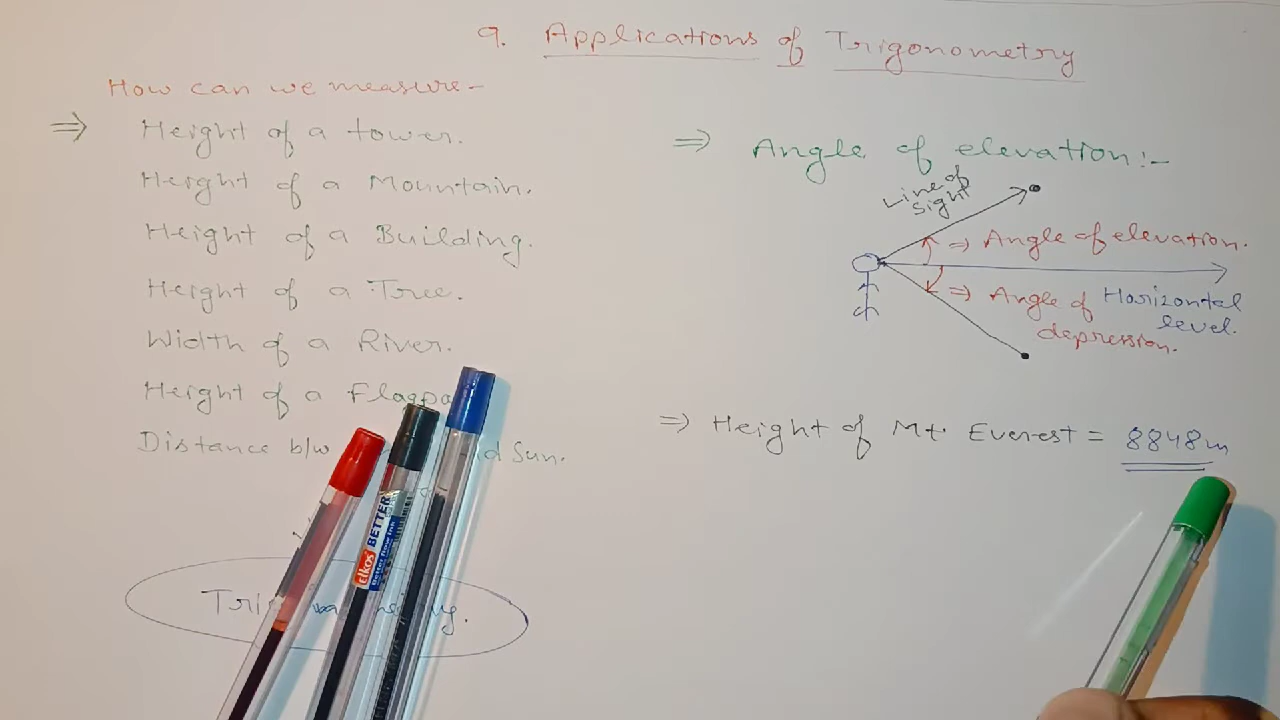 9. Applications of Trigonometry
How can we measure-
⇒ Height of a tower.
Height of a Mountain.
Height of a Building.
Height of a Tree.
Width of a River.
Height of a
Distance b/w
Sun.
⇒ Angle of elevation:-
Line of
sight
⇒ Angle of elevation.
⇒ Angle of
depression.
Horizontal
level.
⇒ Height of Mt. Everest = 8848m
elkos BETTER